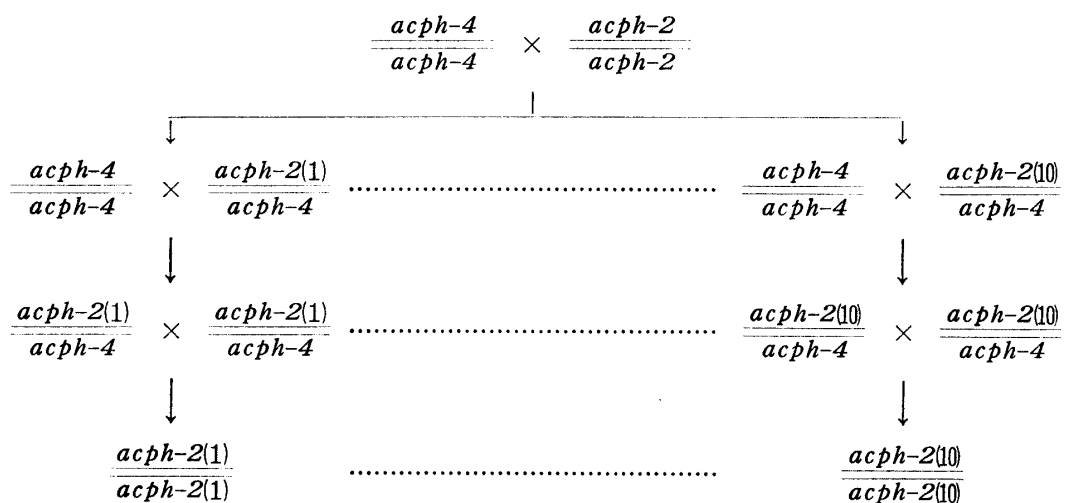 acph-4 × acph-2
acph-4 acph-2
acph-4 × acph-2(1) ........ acph-4 × acph-2(10)
acph-4 acph-4 acph-4 acph-4
acph-2(1) × acph-2(1) ........ acph-2(10) × acph-2(10)
acph-4 acph-4 acph-4 acph-4
acph-2(1) ........ acph-2(10)
acph-2(1) acph-2(10)